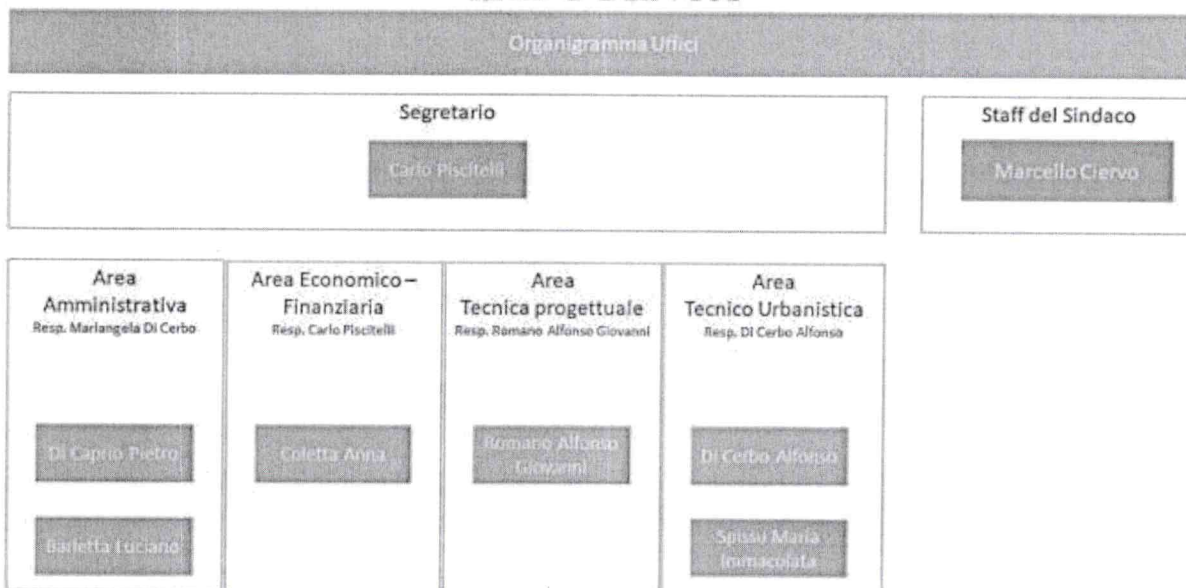 Organigramma Uffici
Segretario
Carlo Piscitelli
Staff del Sindaco
Marcello Ciervo
Area
Amministrativa
Resp. Mariangela Di Cerbo
Di Caprio Pietro
Barletta Luciano
Area Economico –
Finanziaria
Resp. Carlo Piscitelli
Coletta Anna
Area
Tecnica progettuale
Resp. Romano Alfonso Giovanni
Romano Alfonso
Giovanni
Area
Tecnico Urbanistica
Resp. Di Cerbo Alfonso
Di Cerbo Alfonso
Spissu Maria
Immacolata